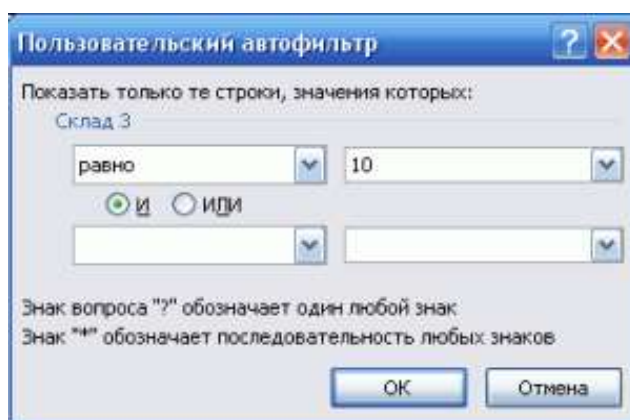 Пользовательский автофильтр
Показать только те строки, значения которых:
Склад 3
равно 10
И ИЛИ
Знак вопроса "?" обозначает один любой знак
Знак "*" обозначает последовательность любых знаков
ОК Отмена